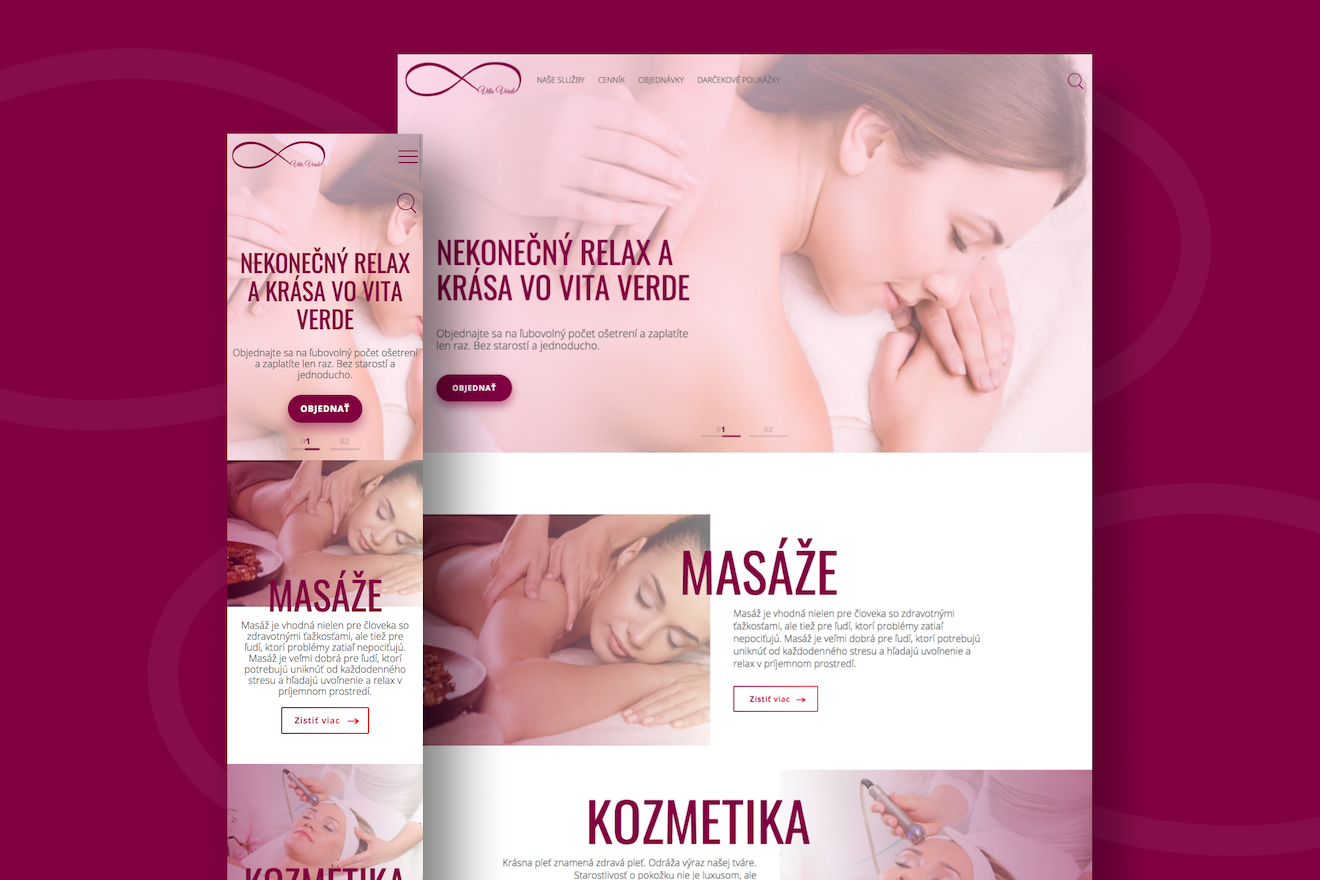 Vita Verde
NAŠE SLUŽBY
CENNÍK
OBJEDNÁVKY
DARČEKOVÉ POUKÁŽKY
NEKONEČNÝ RELAX A
KRÁSA VO VITA VERDE
Objednajte sa na ľubovolný počet ošetrení a zaplatíte
len raz. Bez starostí a jednoducho.
OBJEDNAŤ
01
02
MASÁŽE
Masáž je vhodná nielen pre človeka so zdravotnými
ťažkosťami, ale tiež pre ľudí, ktorí problémy zatiaľ
nepociťujú. Masáž je veľmi dobrá pre ľudí, ktorí potrebujú
uniknúť od každodenného stresu a hľadajú uvoľnenie a
relax v príjemnom prostredí.
Zistiť viac
KOZMETIKA
Krásna pleť znamená zdravá pleť. Odráža výraz našej tváre.
Starostlivosť o pokožku nie je luxusom, ale
Vita Verde
NEKONEČNÝ RELAX
A KRÁSA VO VITA
VERDE
Objednajte sa na ľubovolný počet ošetrení
a zaplatíte len raz. Bez starostí a
jednoducho.
OBJEDNAŤ
01
02
MASÁŽE
Masáž je vhodná nielen pre človeka so
zdravotnými ťažkosťami, ale tiež pre
ľudí, ktorí problémy zatiaľ nepociťujú.
Masáž je veľmi dobrá pre ľudí, ktorí
potrebujú uniknúť od každodenného
stresu a hľadajú uvoľnenie a relax v
príjemnom prostredí.
Zistiť viac
KOZMETIKA